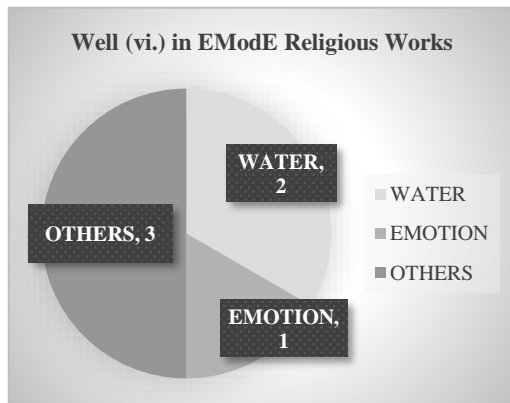 Well (vi.) in EModE Religious Works
WATER,
2
OTHERS, 3
EMOTION,
1
WATER
EMOTION
OTHERS